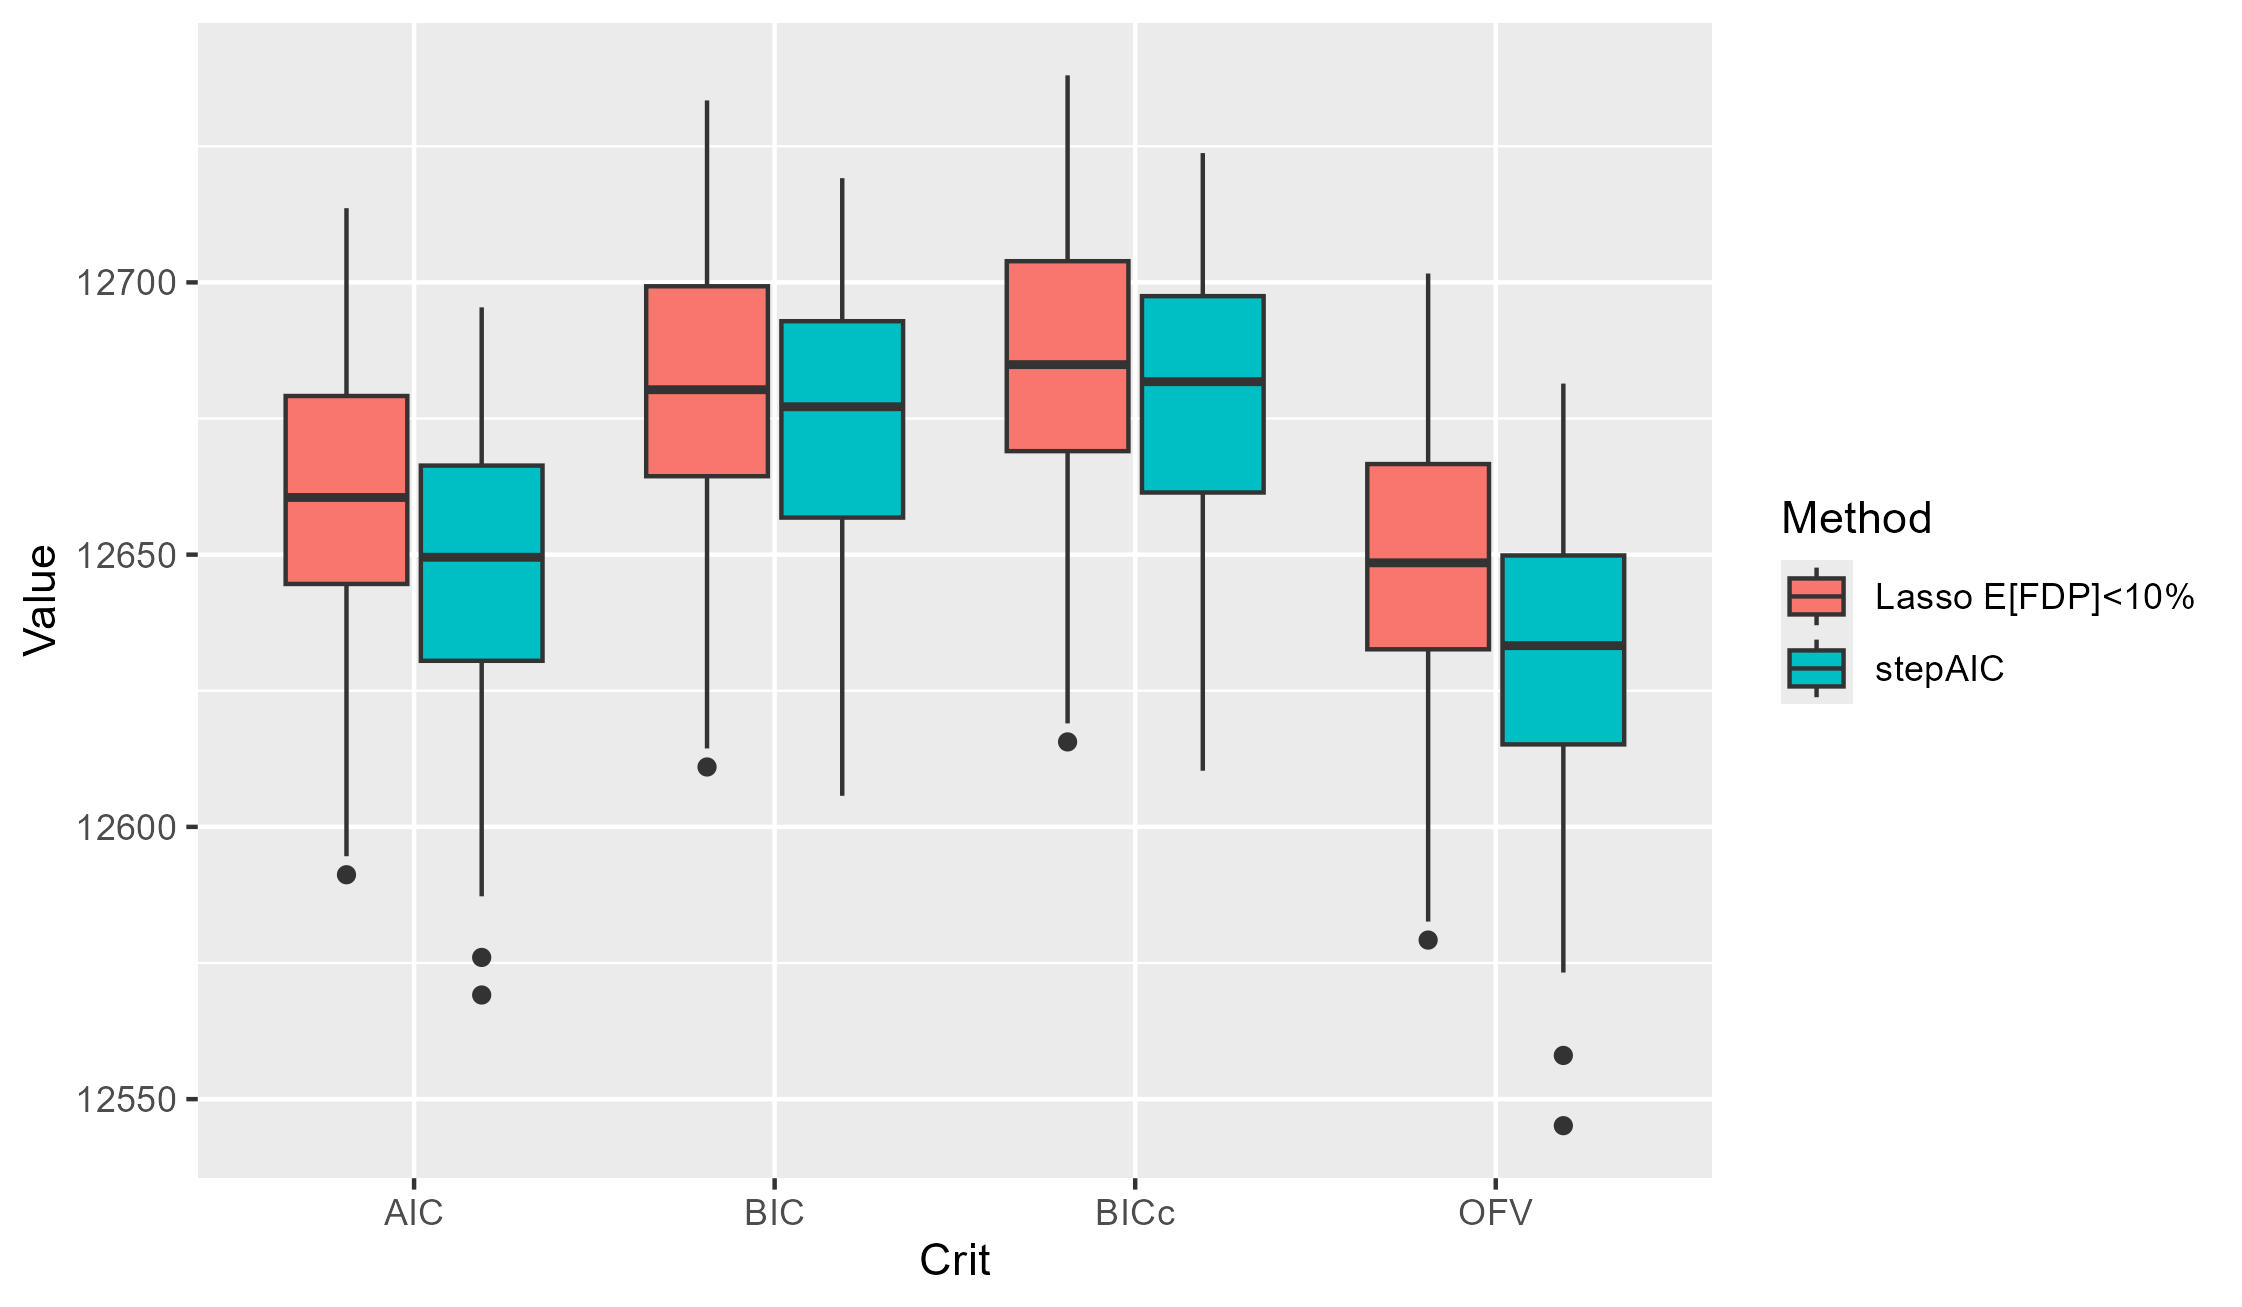 Value
12700
12650
12600
12550
AIC
BIC
BICc
OFV
Crit
Method
Lasso E[FDP]<10%
stepAIC